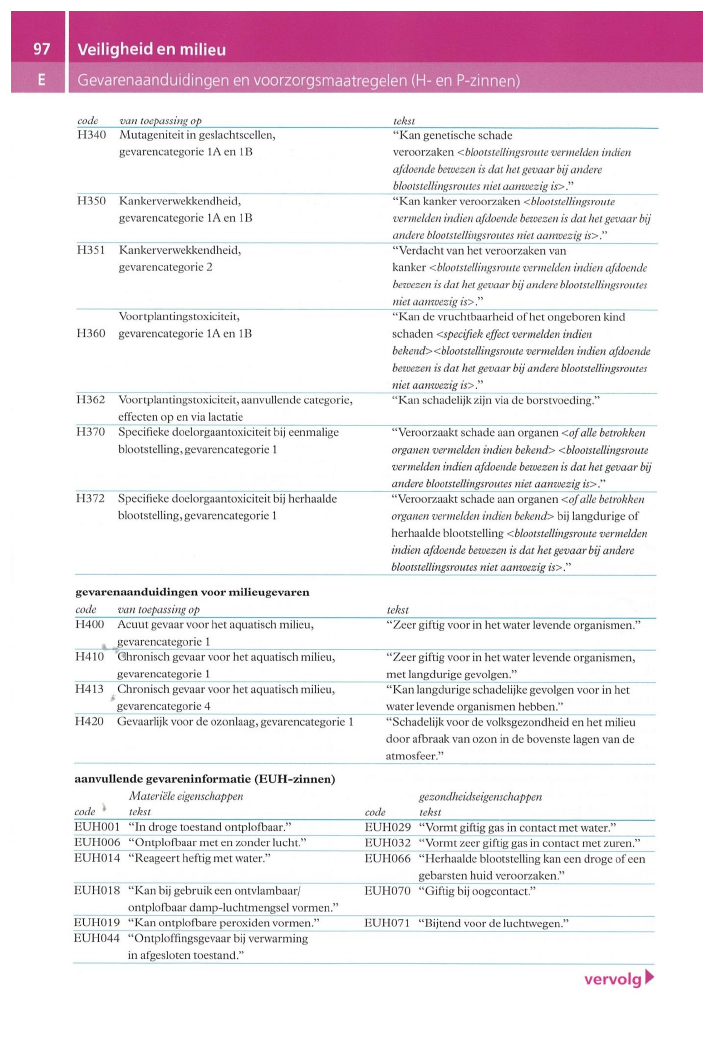 97 Veiligheid en milieu
E Gevarenaanduidingen en voorzorgsmaatregelen (H- en P-zinnen)
code van toepassing op tekst
H340 Mutageniteit in geslachtscellen, “Kan genetische schade
gevarencategorie 1A en 1B veroorzaken <blootstellingsroute vermelden indien
afdoende bewezen is dat het gevaar bij andere
blootstellingsroutes niet aanwezig is>.”
H350 Kankerverwekkendheid, “Kan kanker veroorzaken <blootstellingsroute
gevarencategorie 1A en 1B vermelden indien afdoende bewezen is dat het gevaar bij
andere blootstellingsroutes niet aanwezig is>.”
H351 Kankerverwekkendheid, “Verdacht van het veroorzaken van
gevarencategorie 2 kanker <blootstellingsroute vermelden indien afdoende
bewezen is dat het gevaar bij andere blootstellingsroutes
niet aanwezig is>.”
Voortplantingstoxiciteit, “Kan de vruchtbaarheid of het ongeboren kind
H360 gevarencategorie 1A en 1B schaden <specifiek effect vermelden indien
bekend><blootstellingsroute vermelden indien afdoende
bewezen is dat het gevaar bij andere blootstellingsroutes
niet aanwezig is>.”
H362 Voortplantingstoxiciteit, aanvullende categorie, “Kan schadelijk zijn via de borstvoeding.”
effecten op en via lactatie
H370 Specifieke doelorgaantoxiciteit bij eenmalige “Veroorzaakt schade aan organen <of alle betrokken
blootstelling, gevarencategorie 1 organen vermelden indien bekend> <blootstellingsroute
vermelden indien afdoende bewezen is dat het gevaar bij
andere blootstellingsroutes niet aanwezig is>.”
H372 Specifieke doelorgaantoxiciteit bij herhaalde “Veroorzaakt schade aan organen <of alle betrokken
blootstelling, gevarencategorie 1 organen vermelden indien bekend> bij langdurige of
herhaalde blootstelling <blootstellingsroute vermelden
indien afdoende bewezen is dat het gevaar bij andere
blootstellingsroutes niet aanwezig is>.”
gevarenaanduidingen voor milieugevaren
code van toepassing op tekst
H400 Acuut gevaar voor het aquatisch milieu, “Zeer giftig voor in het water levende organismen.”
gevarencategorie 1
H410 Chronisch gevaar voor het aquatisch milieu, “Zeer giftig voor in het water levende organismen,
gevarencategorie 1 met langdurige gevolgen.”
H413 Chronisch gevaar voor het aquatisch milieu, “Kan langdurige schadelijke gevolgen voor in het
gevarencategorie 4 water levende organismen hebben.”
H420 Gevaarlijk voor de ozonlaag, gevarencategorie 1 “Schadelijk voor de volksgezondheid en het milieu
door afbraak van ozon in de bovenste lagen van de
atmosfeer.”
aanvullende gevareninformatie (EUH-zinnen)
Materiële eigenschappen gezondheidseigenschappen
code tekst code tekst
EUH001 “In droge toestand ontplofbaar.” EUH029 “Vormt giftig gas in contact met water.”
EUH006 “Ontplofbaar met en zonder lucht.” EUH032 “Vormt zeer giftig gas in contact met zuren.”
EUH014 “Reageert heftig met water.” EUH066 “Herhaalde blootstelling kan een droge of een
gebarsten huid veroorzaken.”
EUH018 “Kan bij gebruik een ontvlambaar/ EUH070 “Giftig bij oogcontact.”
ontplofbaar damp-luchtmengsel vormen.”
EUH019 “Kan ontplofbare peroxiden vormen.” EUH071 “Bijtend voor de luchtwegen.”
EUH044 “Ontploffingsgevaar bij verwarming
in afgesloten toestand.”
vervolg